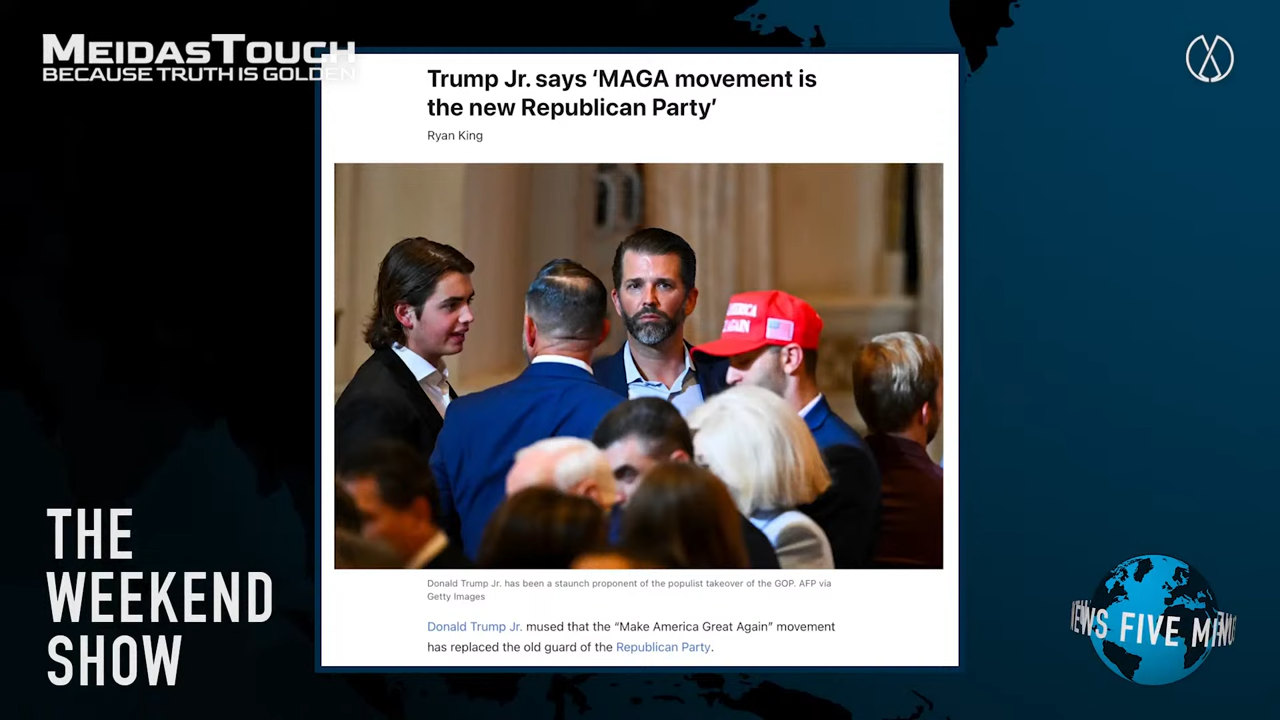 MEIDASTOUCH
BECAUSE TRUTH IS GOLDEN
Trump Jr. says ‘MAGA movement is
the new Republican Party’
Ryan King
Donald Trump Jr. has been a staunch proponent of the populist takeover of the GOP. AFP via
Getty Images
Donald Trump Jr. mused that the “Make America Great Again” movement
has replaced the old guard of the Republican Party.
THE
WEEKEND
SHOW
NEWS FIVE MINU